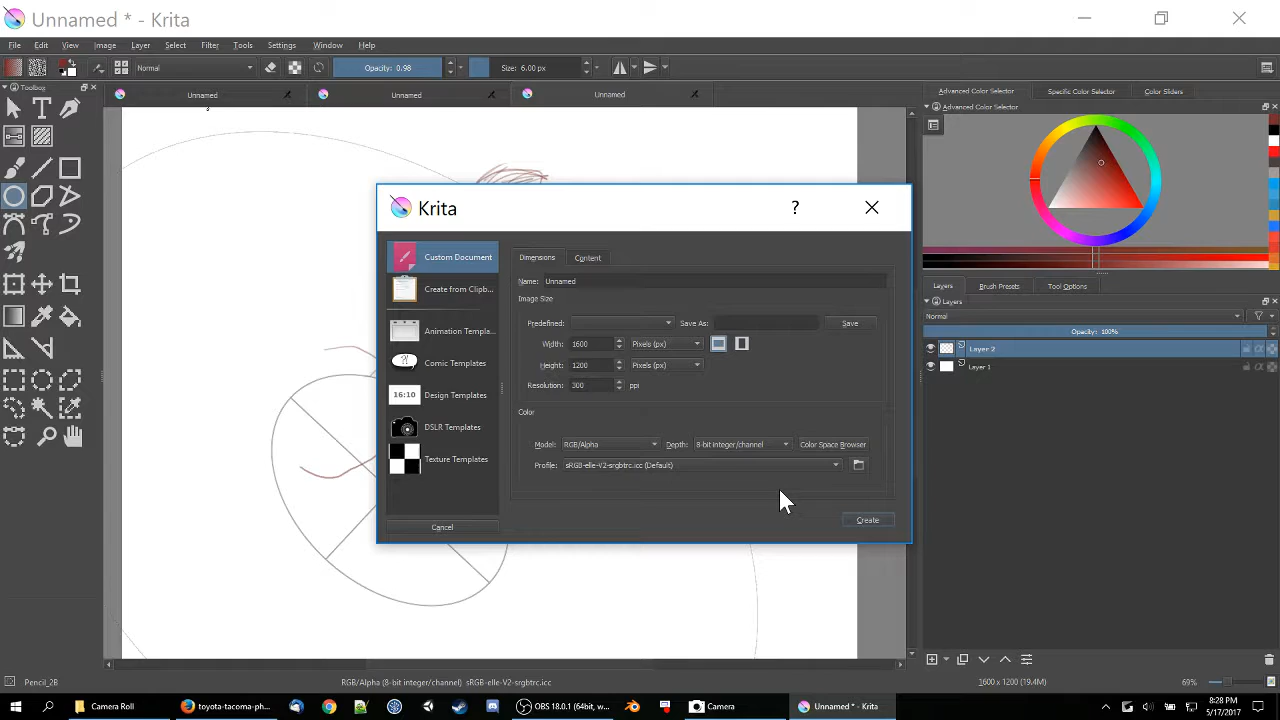 Unnamed * - Krita
File Edit View Image Layer Select Filter Tools Settings Window Help
Normal Opacity: 0.98 Size: 6.00 px
Toolbox Unnamed Unnamed Unnamed Advanced Color Selector Specific Color Selector Color Sliders
Advanced Color Selector
Krita ?
Custom Document
Create from Clipb...
Animation Templa...
?!
Comic Templates
16:10 Design Templates
DSLR Templates
Texture Templates
Cancel
Dimensions Content
Name: Unnamed
Image Size
Predefined: Save As: Save
Width: 1600 Pixels (px)
Height: 1200 Pixels (px)
Resolution: 300 ppi
Color
Model: RGB/Alpha Depth: 8-bit integer/channel Color Space Browser
Profile: sRGB-elle-V2-srgbtrc.icc (Default)
Create
Layers Brush Presets Tool Options
Layers
Normal
Opacity: 100%
Layer 2
Layer 1
Pencil_2B RGB/Alpha (8-bit integer/channel) sRGB-elle-V2-srgbtrc.icc 1600 x 1200 (19.4M) 69%
Camera Roll toyota-tacoma-ph... OBS 18.0.1 (64bit, w... Camera Unnamed * - Krita 8:28 PM
5/17/2017